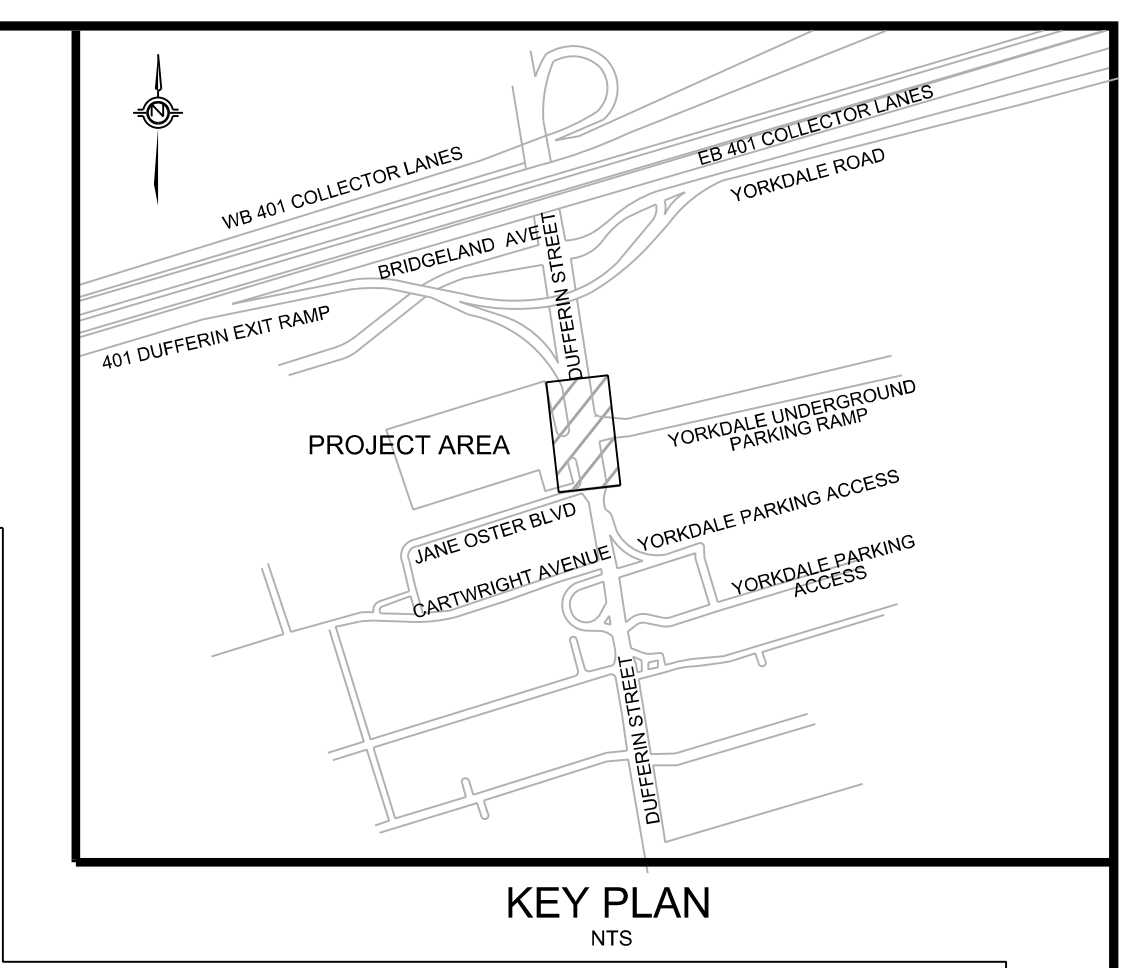 N
WB 401 COLLECTOR LANES
EB 401 COLLECTOR LANES
YORKDALE ROAD
BRIDGELAND AVE
DUFFERIN STREET
401 DUFFERIN EXIT RAMP
YORKDALE UNDERGROUND
PARKING RAMP
PROJECT AREA
YORKDALE PARKING ACCESS
JANE OSTER BLVD
CARTWRIGHT AVENUE
YORKDALE PARKING
ACCESS
DUFFERIN STREET
KEY PLAN
NTS